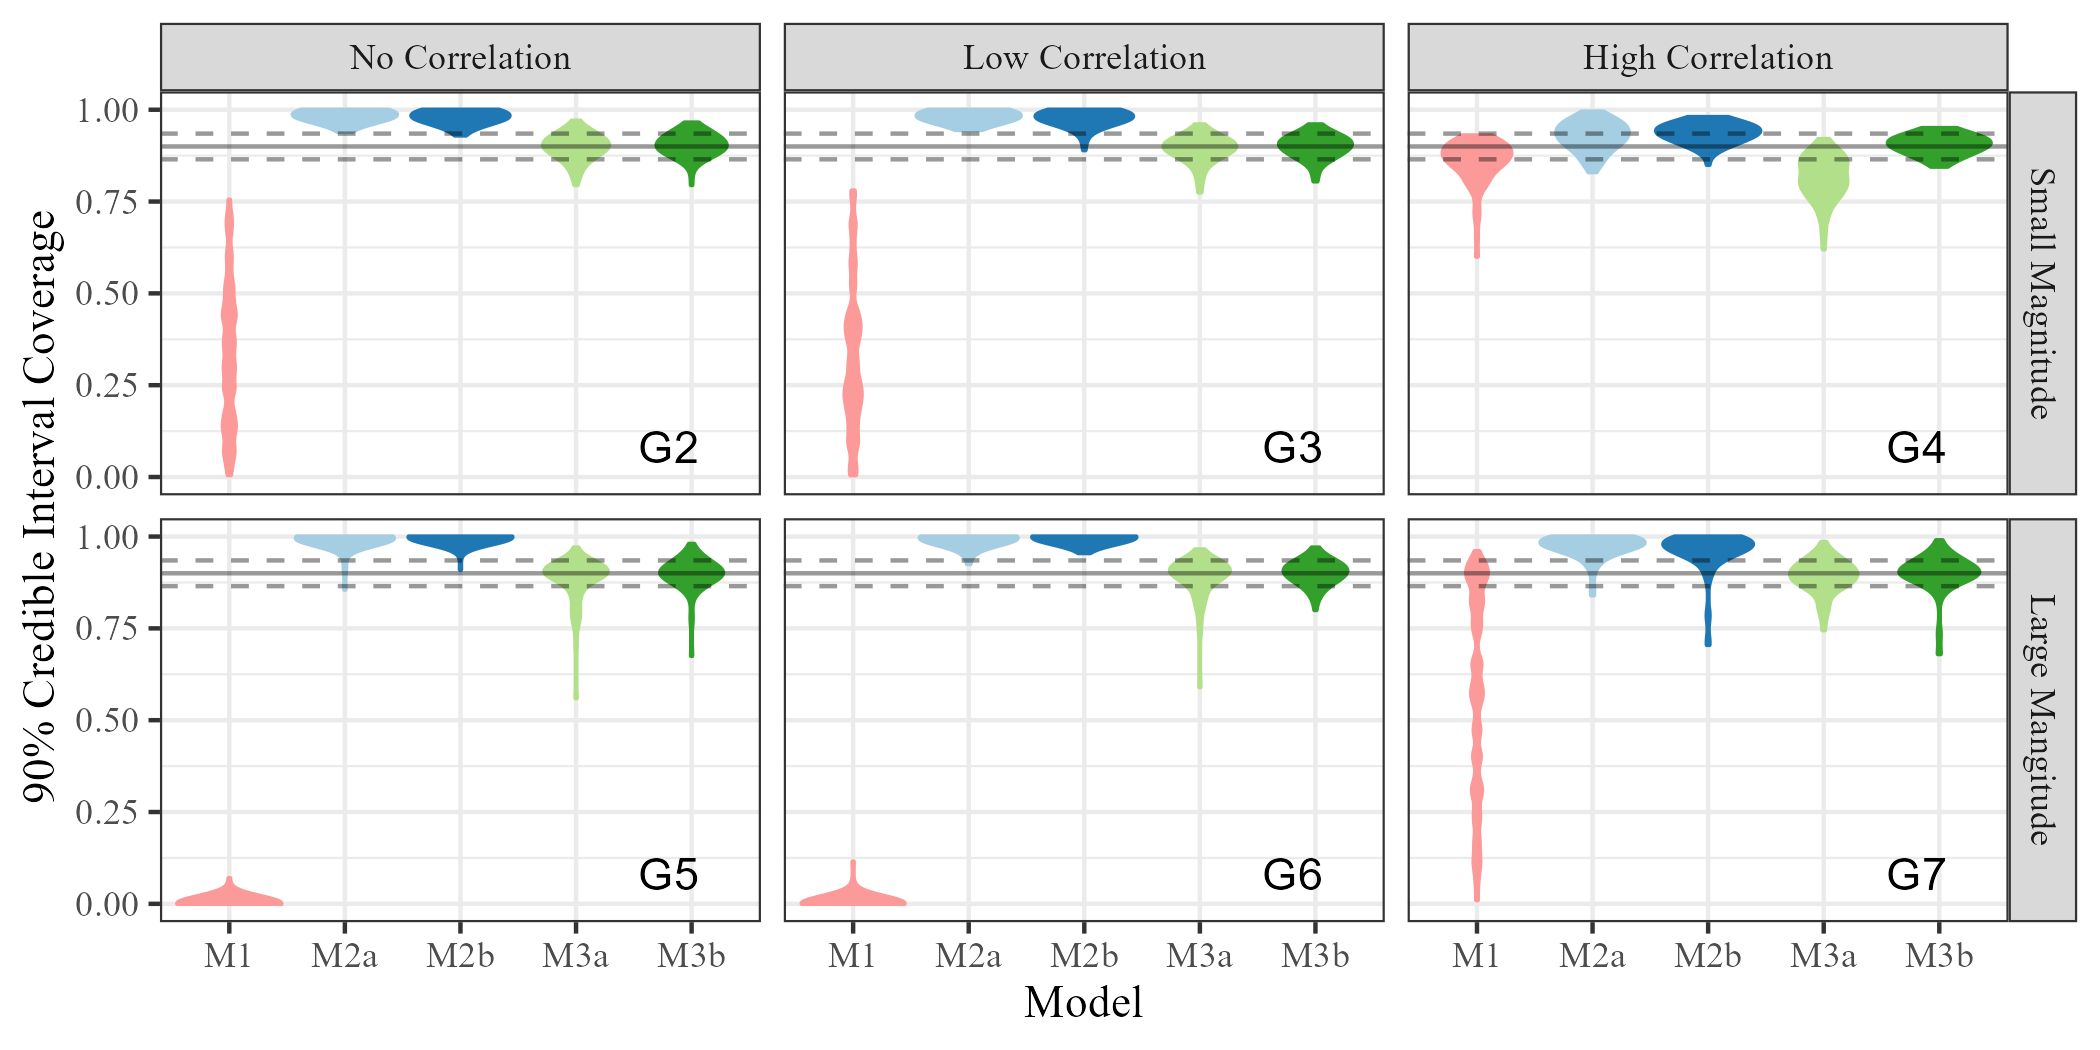 No Correlation
Low Correlation
High Correlation
90% Credible Interval Coverage
1.00
0.75
0.50
0.25
0.00
G2
G3
G4
Small Magnitude
1.00
0.75
0.50
0.25
0.00
G5
G6
G7
Large Mangitude
M1 M2a M2b M3a M3b
M1 M2a M2b M3a M3b
M1 M2a M2b M3a M3b
Model